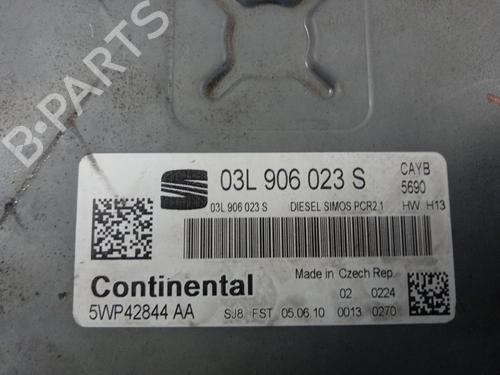 B-PARTS
03L 906 023 S
CAYB
5690
03L 906 023 S DIESEL SIMOS PCR2.1 HW H13
Continental
Made in Czech Rep.
02 0224
5WP42844 AA SJ8. FST 05.06.10 0013 0270
B-PARTS